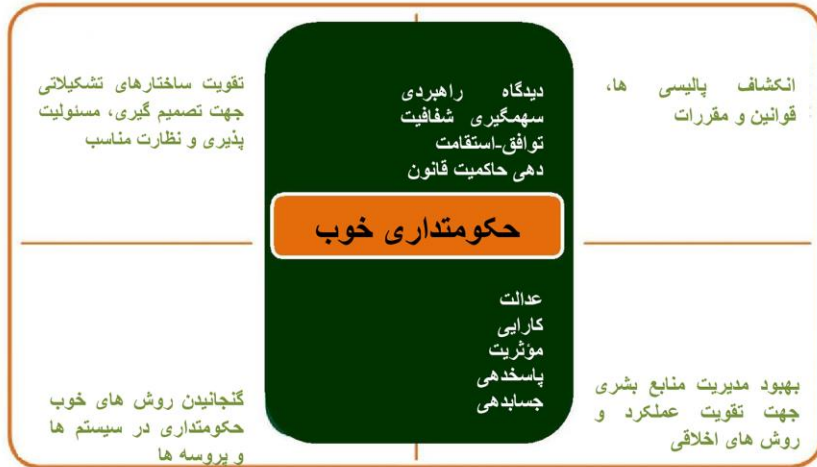 انکشاف پالیسی ها،
قوانین و مقررات
دیدگاه راهبردی
سهمگیری شفافیت
توافق-استقامت
دهی حاکمیت قانون
تقویت ساختارهای تشکیلاتی
جهت تصمیم گیری، مسئولیت
پذیری و نظارت مناسب
حکومتداری خوب
عدالت
کارایی
مؤثریت
پاسخدهی
جسابدهی
بهبود مدیریت منابع بشری
جهت تقویت عملکرد و
روش های اخلاقی
گنجانیدن روش های خوب
حکومتداری در سیستم ها
و پروسه ها